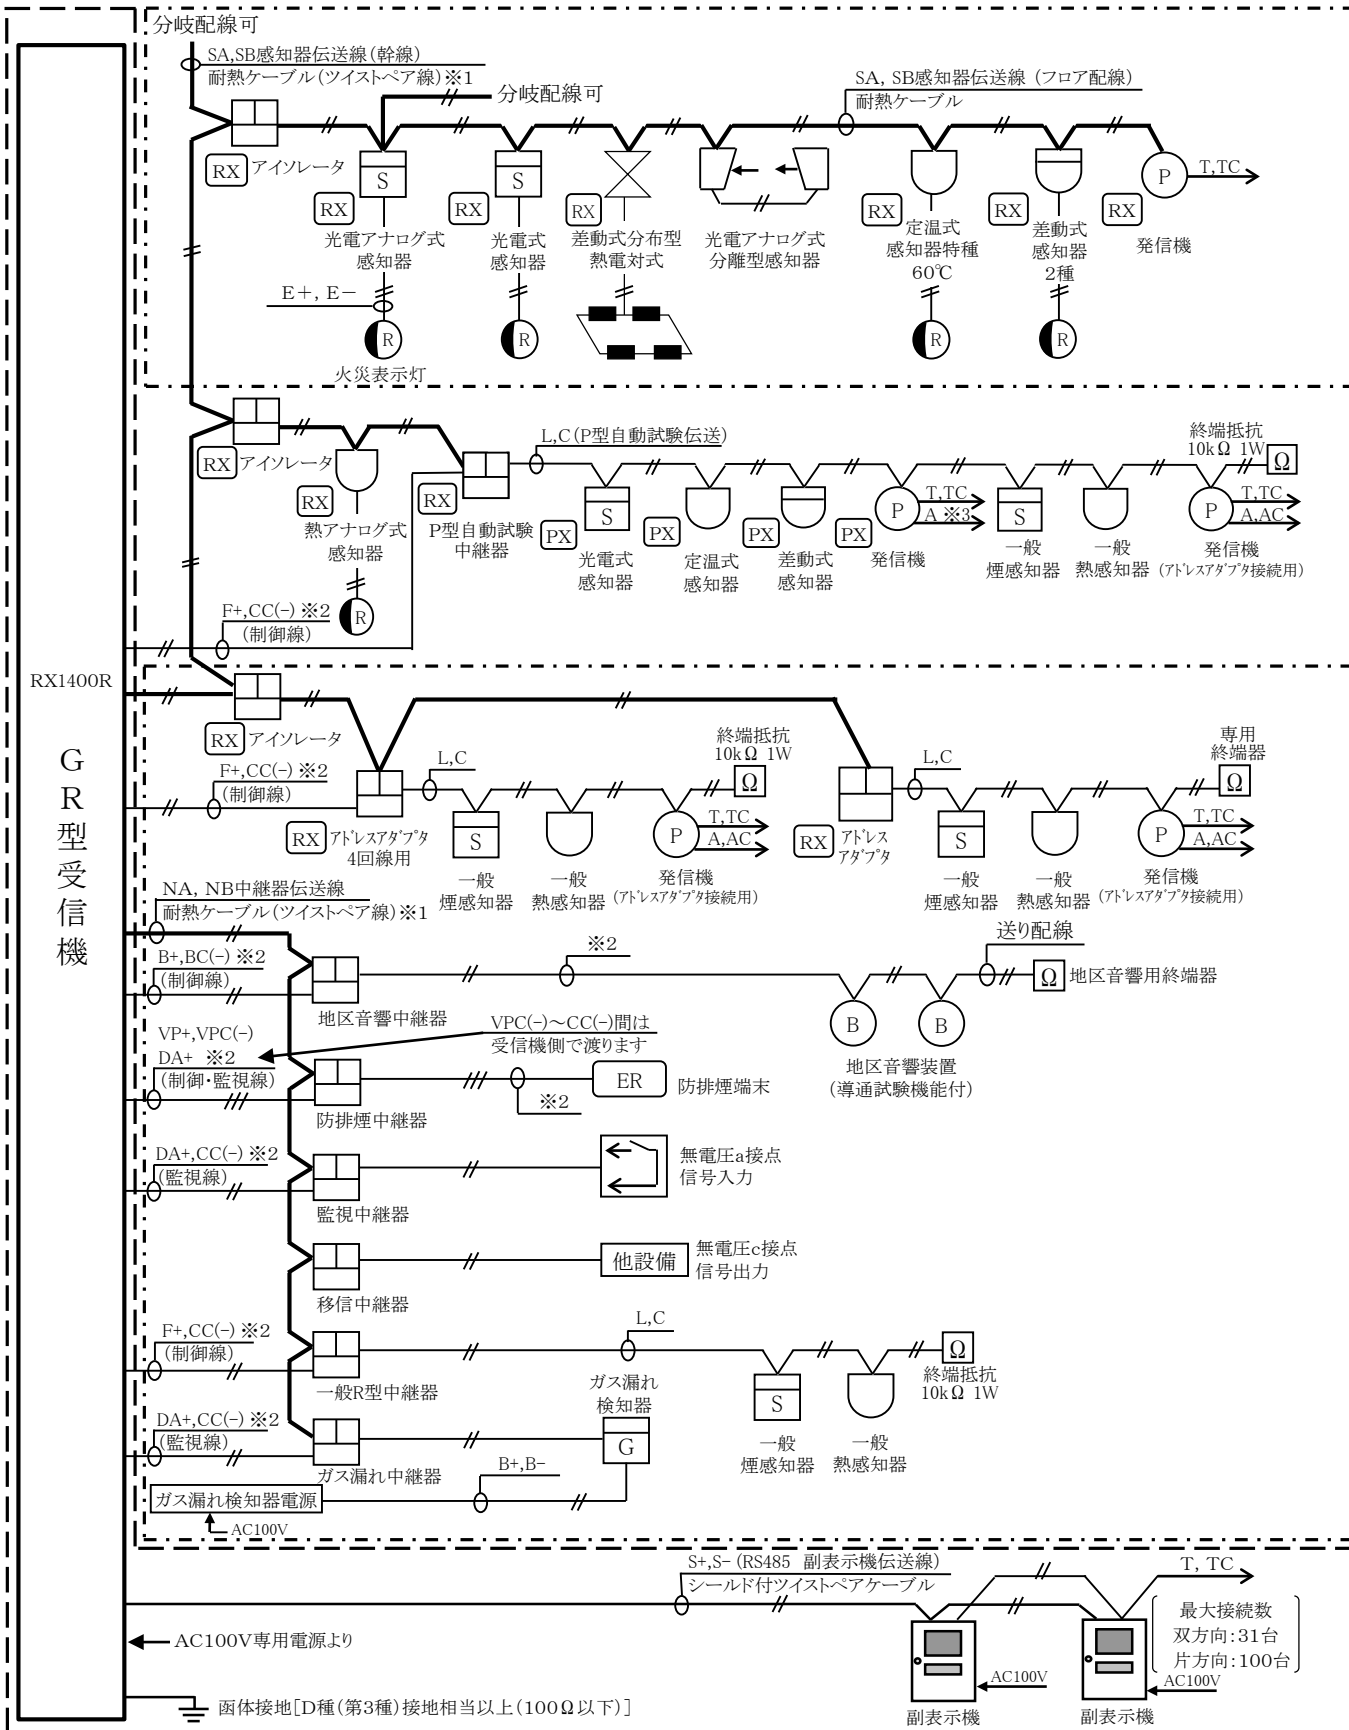 分岐配線可
SA,SB感知器伝送線(幹線)
耐熱ケーブル(ツイストペア線)※1
分岐配線可
SA, SB感知器伝送線 (フロア配線)
耐熱ケーブル
RX
アイソレータ
S
S
P
T,TC
RX
RX
RX
RX
RX
RX
光電アナログ式
感知器
光電式
感知器
差動式分布型
熱電対式
光電アナログ式
分離型感知器
定温式
感知器特種
60℃
差動式
感知器
2種
発信機
E+, E−
R
R
R
R
火災表示灯
RX
アイソレータ
RX
熱アナログ式
感知器
R
RX
P型自動試験
中継器
L,C(P型自動試験伝送)
PX
S
光電式
感知器
PX
定温式
感知器
PX
差動式
感知器
PX
P
T,TC
A ※3
発信機
S
一般
煙感知器
一般
熱感知器
終端抵抗
10kΩ 1W
Ω
P
T,TC
A,AC
発信機
(アドレスアダプタ接続用)
F+,CC(-) ※2
(制御線)
RX1400R
GR型受信機
RX
アイソレータ
F+,CC(-) ※2
(制御線)
RX
アドレスアダプタ
4回線用
L,C
終端抵抗
10kΩ 1W
Ω
S
P
T,TC
A,AC
一般
煙感知器
一般
熱感知器
発信機
(アドレスアダプタ接続用)
RX
アドレス
アダプタ
L,C
専用
終端器
Ω
S
P
T,TC
A,AC
一般
煙感知器
一般
熱感知器
発信機
(アドレスアダプタ接続用)
NA, NB中継器伝送線
耐熱ケーブル(ツイストペア線)※1
B+,BC(-) ※2
(制御線)
地区音響中継器
※2
送り配線
B
B
Ω
地区音響用終端器
地区音響装置
(導通試験機能付)
VP+,VPC(-)
DA+ ※2
(制御・監視線)
VPC(-)～CC(-)間は
受信機側で渡ります
防排煙中継器
※2
ER
防排煙端末
DA+,CC(-) ※2
(監視線)
監視中継器
無電圧a接点
信号入力
移信中継器
他設備
無電圧c接点
信号出力
F+,CC(-) ※2
(制御線)
一般R型中継器
L,C
S
一般
煙感知器
一般
熱感知器
Ω
終端抵抗
10kΩ 1W
DA+,CC(-) ※2
(監視線)
ガス漏れ中継器
ガス漏れ
検知器
G
B+,B-
ガス漏れ検知器電源
AC100V
S+,S- (RS485 副表示機伝送線)
シールド付ツイストペアケーブル
T, TC
最大接続数
双方向:31台
片方向:100台
AC100V
AC100V
副表示機
副表示機
AC100V専用電源より
函体接地[D種(第3種)接地相当以上(100Ω以下)]